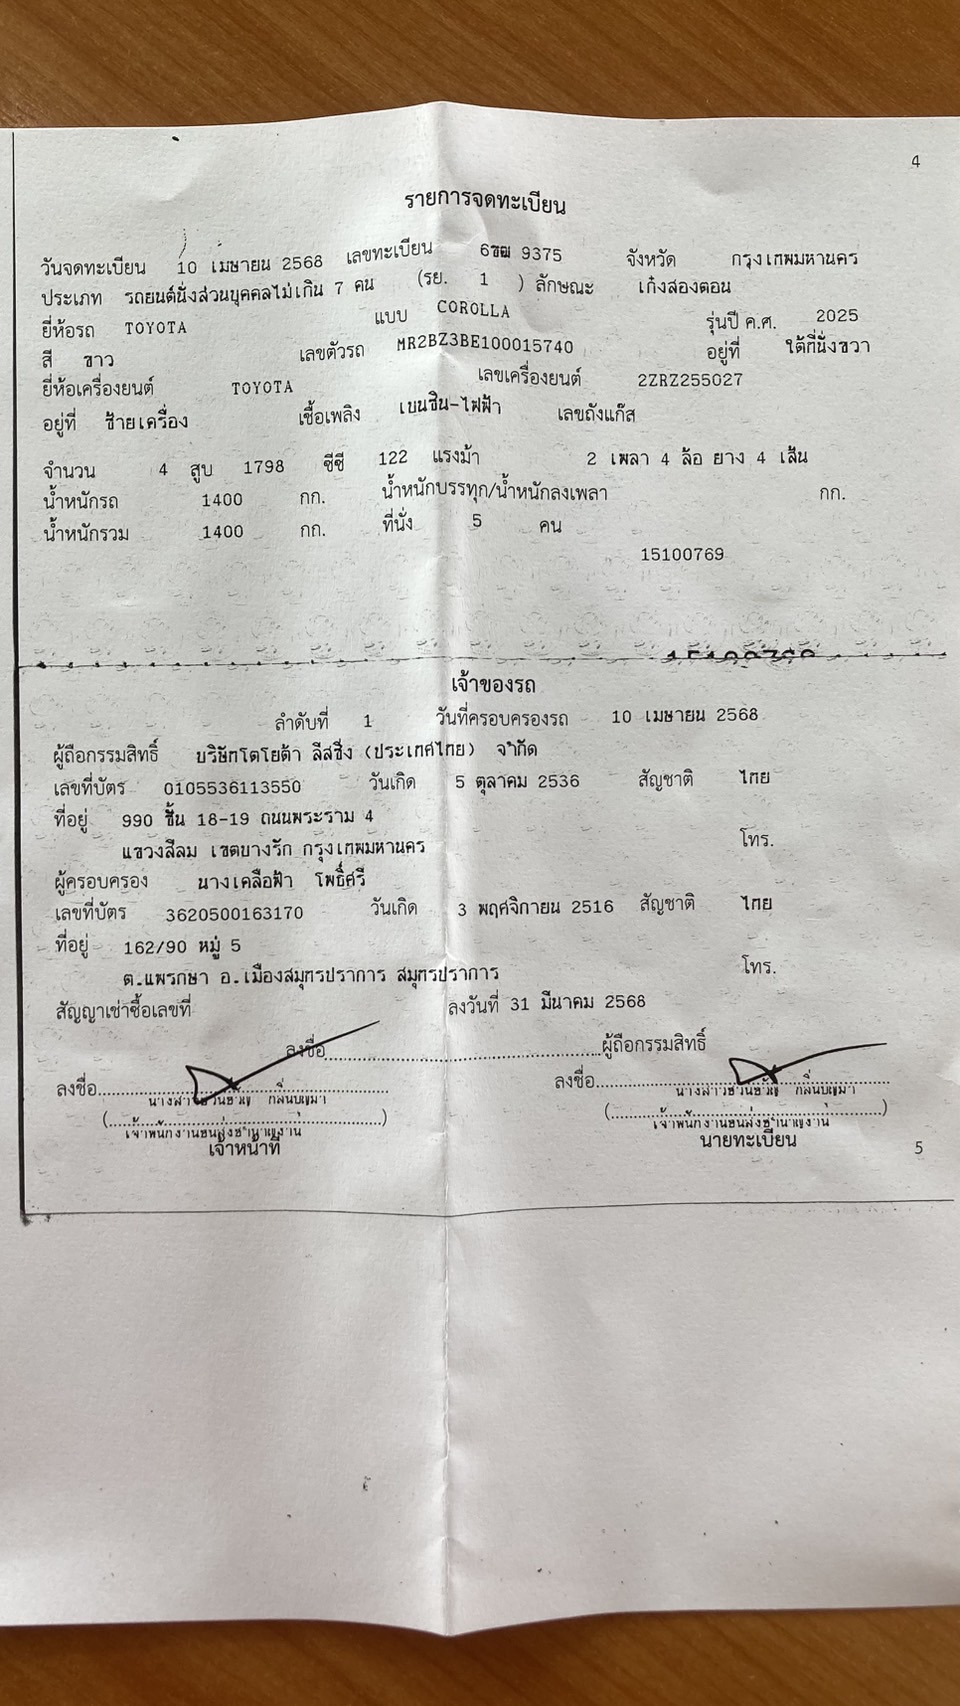 4
รายการจดทะเบียน
วันจดทะเบียน 10 เมษายน 2568 เลขทะเบียน 6ขฒ 9375 จังหวัด กรุงเทพมหานคร
ประเภท รถยนต์นั่งส่วนบุคคลไม่เกิน 7 คน (รย. 1 ) ลักษณะ เก๋งสองตอน
ยี่ห้อรถ TOYOTA แบบ COROLLA รุ่นปี ค.ศ. 2025
สี ขาว เลขตัวรถ MR2BZ3BE100015740 อยู่ที่ ใต้ที่นั่งขวา
ยี่ห้อเครื่องยนต์ TOYOTA เลขเครื่องยนต์ 2ZRZ255027
อยู่ที่ ซ้ายเครื่อง เชื้อเพลิง เบนซิน-ไฟฟ้า เลขถังแก๊ส
จำนวน 4 สูบ 1798 ซีซี 122 แรงม้า 2 เพลา 4 ล้อ ยาง 4 เส้น
น้ำหนักรถ 1400 กก. น้ำหนักบรรทุก/น้ำหนักลงเพลา กก.
น้ำหนักรวม 1400 กก. ที่นั่ง 5 คน
15100769
เจ้าของรถ
ลำดับที่ 1 วันที่ครอบครองรถ 10 เมษายน 2568
ผู้ถือกรรมสิทธิ์ บริษัทโตโยต้า ลีสซิ่ง (ประเทศไทย) จำกัด
เลขที่บัตร 0105536113550 วันเกิด 5 ตุลาคม 2536 สัญชาติ ไทย
ที่อยู่ 990 ชั้น 18-19 ถนนพระราม 4
แขวงสีลม เขตบางรัก กรุงเทพมหานคร โทร.
ผู้ครอบครอง นางเคลือฟ้า โพธิ์ศรี
เลขที่บัตร 3620500163170 วันเกิด 3 พฤศจิกายน 2516 สัญชาติ ไทย
ที่อยู่ 162/90 หมู่ 5
ต.แพรกษา อ.เมืองสมุทรปราการ สมุทรปราการ โทร.
สัญญาเช่าซื้อเลขที่ ลงวันที่ 31 มีนาคม 2568
ลงชื่อ ผู้ถือกรรมสิทธิ์
ลงชื่อ ลงชื่อ
กลิ่นบุญมา กลิ่นบุญมา
เจ้าพนักงานขนส่งชำนาญงาน เจ้าพนักงานขนส่งชำนาญงาน
เจ้าหน้าที่ นายทะเบียน
5